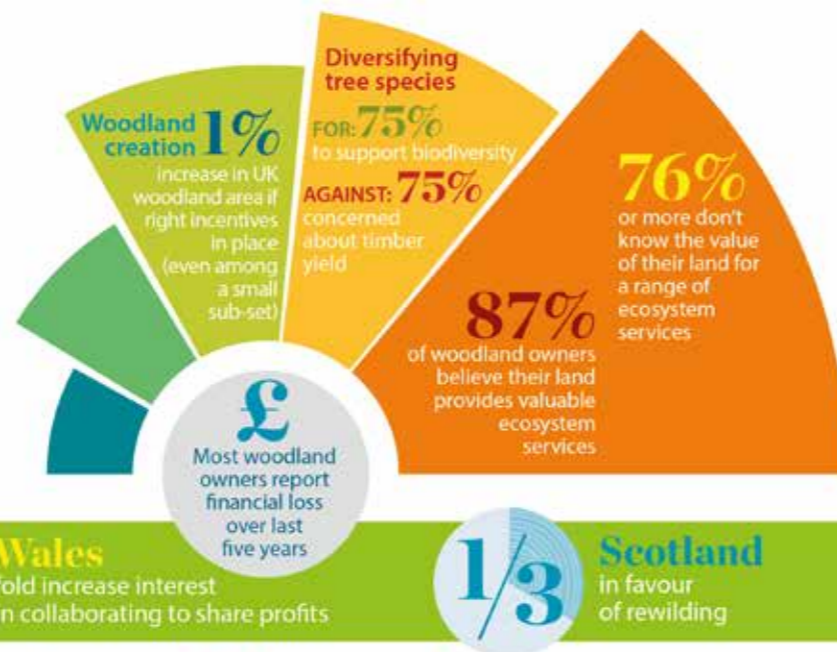 Woodland
creation 1%
increase in UK
woodland area if
right incentives
in place
(even among
a small
sub-set)
Diversifying
tree species
FOR: 75%
to support biodiversity
AGAINST: 75%
concerned
about timber
yield
87%
of woodland owners
believe their land
provides valuable
ecosystem
services
76%
or more don't
know the value
of their land for
a range of
ecosystem
services
£
Most woodland
owners report
financial loss
over last
five years
Wales
fold increase interest
n collaborating to share profits
1/3
Scotland
in favour
of rewilding